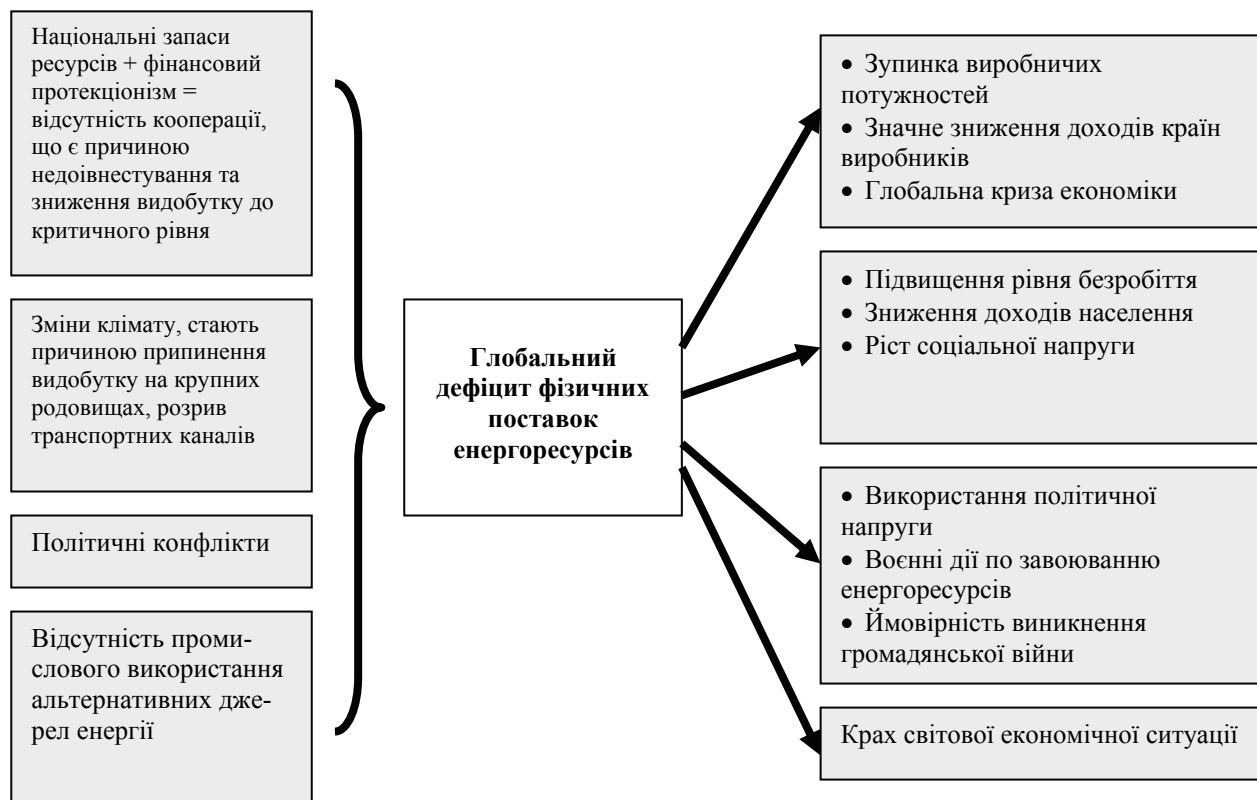 Національні запаси
ресурсів + фінансовий
протекціонізм =
відсутність кооперації,
що є причиною
недоівнестування та
зниження видобутку до
критичного рівня
Зміни клімату, стають
причиною припинення
видобутку на крупних
родовищах, розрив
транспортних каналів
Політичні конфлікти
Відсутність проми-
слового використання
альтернативних дже-
рел енергії
Глобальний
дефіцит фізичних
поставок
енергоресурсів
• Зупинка виробничих
потужностей
• Значне зниження доходів країн
виробників
• Глобальна криза економіки
• Підвищення рівня безробіття
• Зниження доходів населення
• Ріст соціальної напруги
• Використання політичної
напруги
• Воєнні дії по завоюванню
енергоресурсів
• Ймовірність виникнення
громадянської війни
Крах світової економічної ситуації